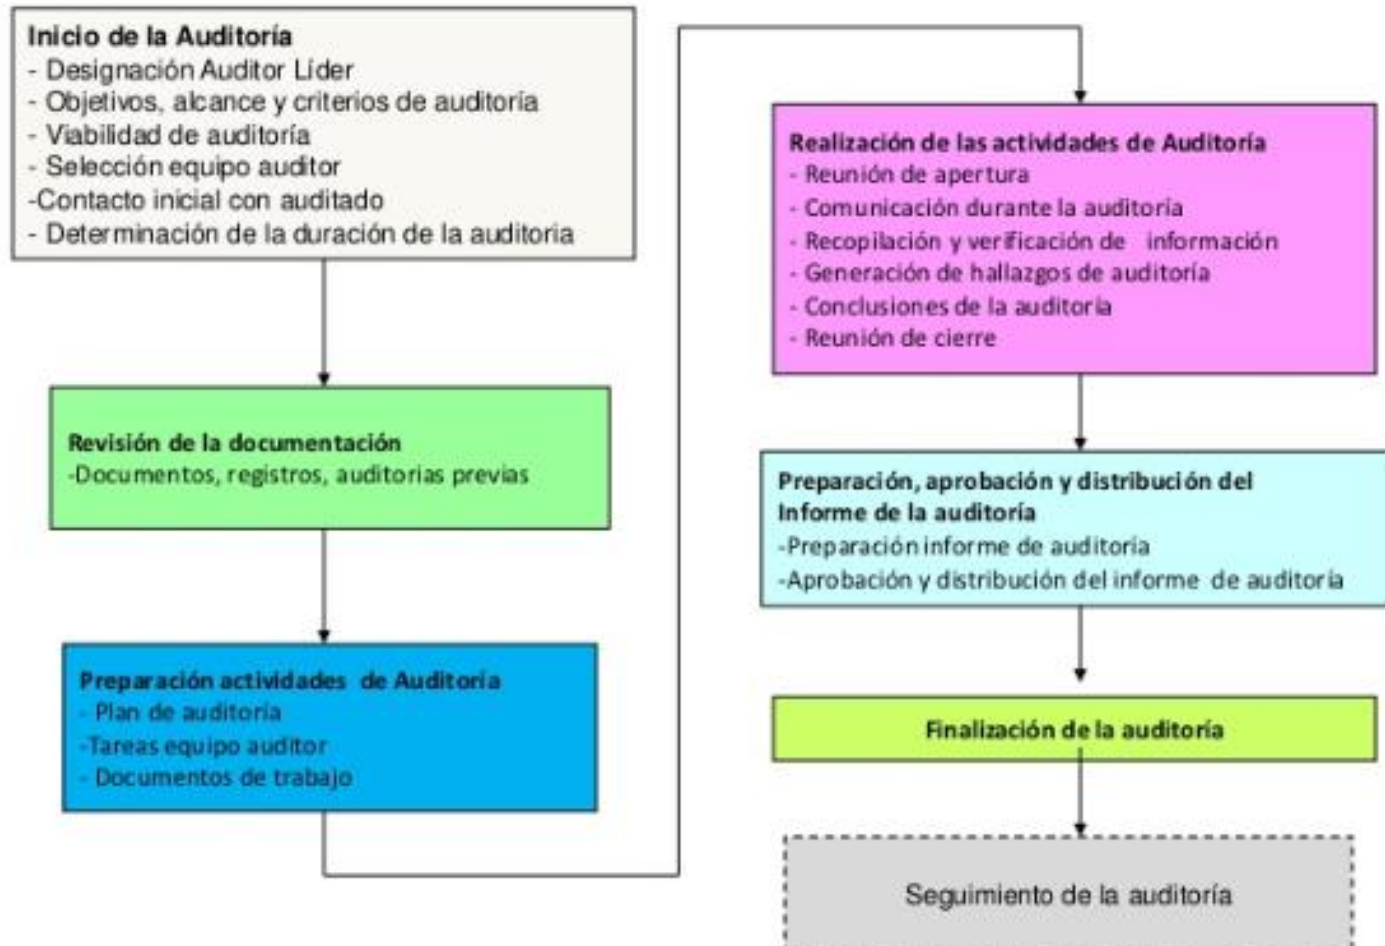 Inicio de la Auditoría
- Designación Auditor Líder
- Objetivos, alcance y criterios de auditoría
- Viabilidad de auditoría
- Selección equipo auditor
-Contacto inicial con auditado
- Determinación de la duración de la auditoria
Revisión de la documentación
-Documentos, registros, auditorias previas
Preparación actividades de Auditoría
- Plan de auditoría
-Tareas equipo auditor
- Documentos de trabajo
Realización de las actividades de Auditoría
- Reunión de apertura
- Comunicación durante la auditoría
- Recopilación y verificación de información
- Generación de hallazgos de auditoría
- Conclusiones de la auditoría
- Reunión de cierre
Preparación, aprobación y distribución del
Informe de la auditoría
-Preparación informe de auditoría
-Aprobación y distribución del informe de auditoría
Finalización de la auditoría
Seguimiento de la auditoría